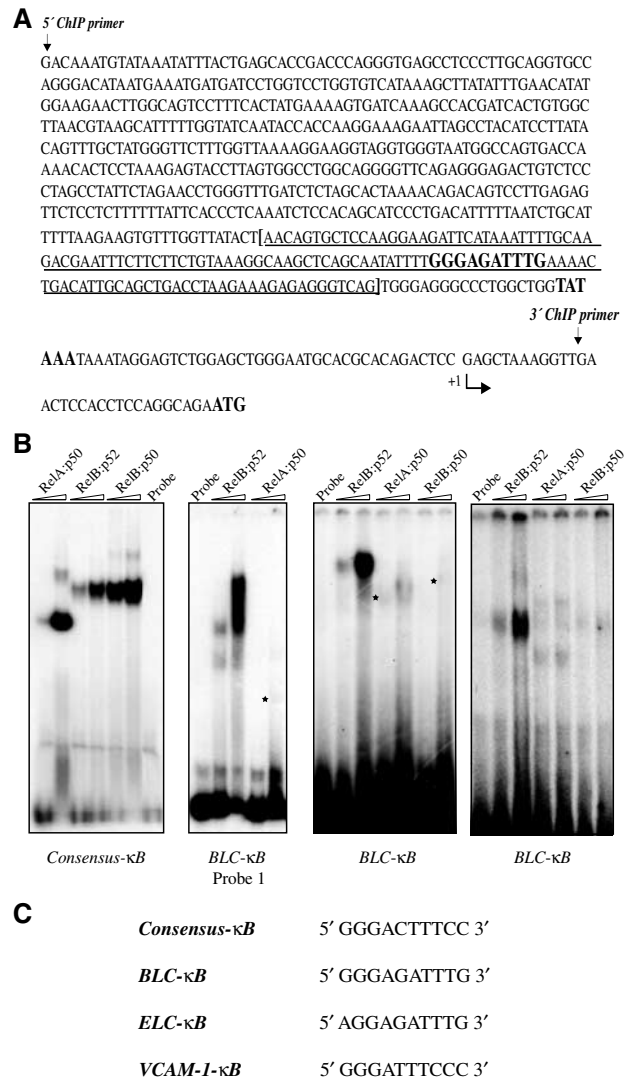 A
5´ ChIP primer
GACAAATGTATAAATATTTACTGAGCACCGACCCAGGGTGAGCCTCCCTTGCAGGTGCC
AGGGACATAATGAAATGATGATCCTGGTCCTGGTGTCATAAAGCTTATATTTGAACATAT
GGAAGAACTTGGCAGTCCTTTCACTATGAAAAGTGATCAAAGCCACGATCACTGTGGC
TTAACGTAAGCATTTTTGGTATCAATACCACCAAGGAAAGAATTAGCCTACATCCTTATA
CAGTTTGCTATGGGTTCTTTGGTTAAAAGGAAGGTAGGTGGGTAATGGCCAGTGACCA
AAACACTCCTAAAGAGTACCTTAGTGGCCTGGCAGGGGTTCAGAGGGAGACTGTCTCC
CTAGCCTATTCTAGAACCTGGGTTTGATCTCTAGCACTAAAACAGACAGTCCTTGAGAG
TTCTCCTCTTTTTTATTCACCCTCAAATCTCCACAGCATCCCTGACATTTTTAATCTGCAT
TTTTAAGAAGTGTTTGGTTATACT[AACAGTGCTCCAAGGAAGATTCATAAATTTTGCAA
GACGAATTTCTTCTTCTGTAAAGGCAAGCTCAGCAATATTTTGGGAGATTTGAAAAC
TGACATTGCAGCTGACCTAAGAAAGAGAGGGTCAG]TGGGAGGGCCCTGGCTGGTAT
3´ ChIP primer
AAATAAATAGGAGTCTGGAGCTGGGAATGCACGCACAGACTCC GAGCTAAAGGTTGA
+1
ACTCCACCTCCAGGCAGAATG
B
RelA:p50 RelB:p52 RelB:p50 Probe
Probe RelB:p52 RelA:p50
Probe RelB:p52 RelA:p50 RelB:p50
Probe RelB:p52 RelA:p50 RelB:p50
Consensus-κB BLC-κB BLC-κB BLC-κB
Probe 1
C
Consensus-κB 5′ GGGACTTTCC 3′
BLC-κB 5′ GGGAGATTTG 3′
ELC-κB 5′ AGGAGATTTG 3′
VCAM-1-κB 5′ GGGATTTCCC 3′